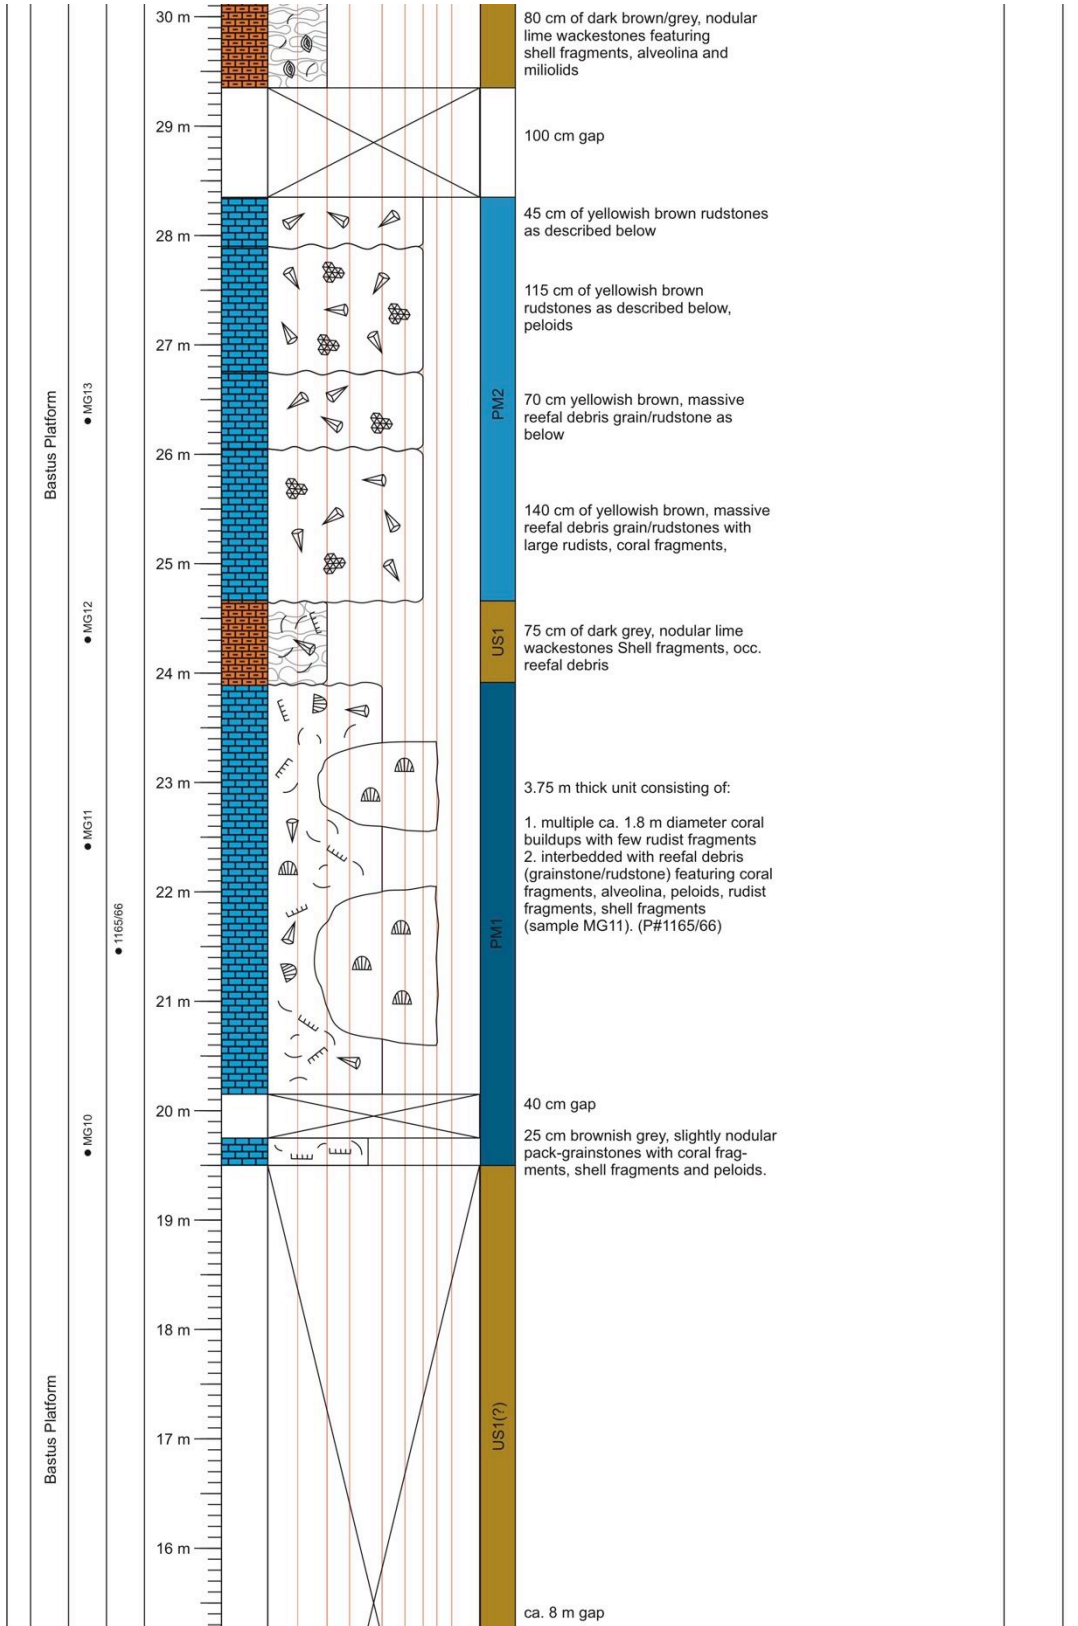 30 m
80 cm of dark brown/grey, nodular
lime wackestones featuring
shell fragments, alveolina and
miliolids
29 m
100 cm gap
28 m
45 cm of yellowish brown rudstones
as described below
115 cm of yellowish brown
rudstones as described below,
peloids
27 m
Bastus Platform
MG13
PM2
70 cm yellowish brown, massive
reefal debris grain/rudstone as
below
26 m
140 cm of yellowish brown, massive
reefal debris grain/rudstones with
large rudists, coral fragments,
25 m
MG12
US1
75 cm of dark grey, nodular lime
wackestones Shell fragments, occ.
reefal debris
24 m
23 m
3.75 m thick unit consisting of:
1. multiple ca. 1.8 m diameter coral
buildups with few rudist fragments
2. interbedded with reefal debris
(grainstone/rudstone) featuring coral
fragments, alveolina, peloids, rudist
fragments, shell fragments
(sample MG11). (P#1165/66)
MG11
22 m
1165/66
PM1
21 m
20 m
40 cm gap
MG10
25 cm brownish grey, slightly nodular
pack-grainstones with coral frag-
ments, shell fragments and peloids.
19 m
18 m
17 m
Bastus Platform
US1(?)
16 m
ca. 8 m gap